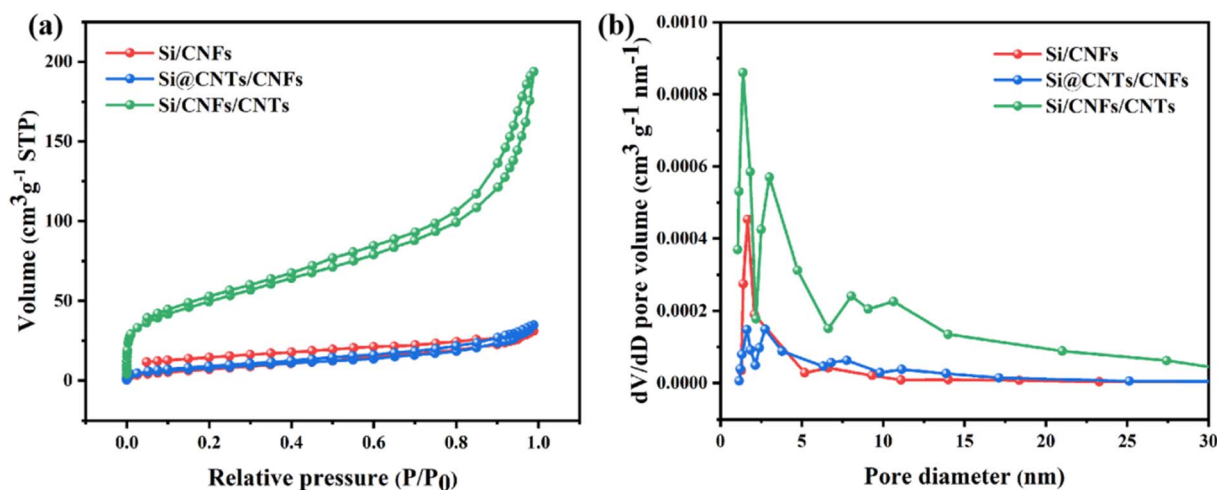 (a)
Si/CNFs
Si@CNTs/CNFs
Si/CNFs/CNTs
Volume (cm³g⁻¹ STP)
200
150
100
50
0
0.0 0.2 0.4 0.6 0.8 1.0
Relative pressure (P/P₀)
(b)
Si/CNFs
Si@CNTs/CNFs
Si/CNFs/CNTs
dV/dD pore volume (cm³ g⁻¹ nm⁻¹)
0.0010
0.0008
0.0006
0.0004
0.0002
0.0000
0 5 10 15 20 25 30
Pore diameter (nm)